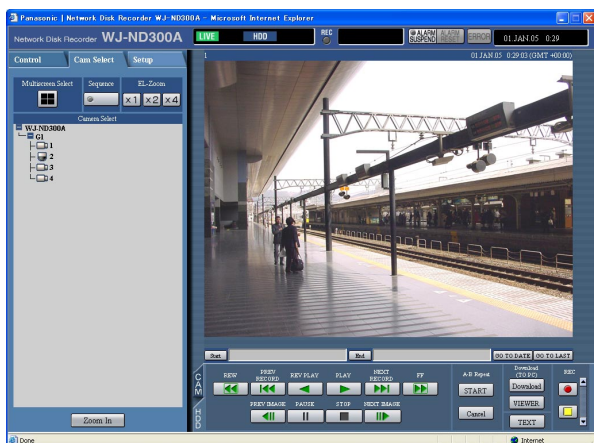 Panasonic | Network Disk Recorder WJ-ND300A - Microsoft Internet Explorer
Network Disk Recorder WJ-ND300A
LIVE HDD REC ALARM SUSPEND ALARM RESET ERROR 01.JAN.05 0:29
Control Cam Select Setup
1 01.JAN.05 0:29:03 (GMT +00:00)
Multiscreen Select Sequence EL-Zoom
x1 x2 x4
Camera Select
WJ-ND300A
G1
1
2
3
4
Start End GO TO DATE GO TO LAST
CAM
REW PREV RECORD REV PLAY PLAY NEXT RECORD FF A-B Repeat Download (TO PC) REC
START Download
PREV IMAGE PAUSE STOP NEXT IMAGE VIEWER
HDD
Cancel TEXT
Zoom In
Done Internet